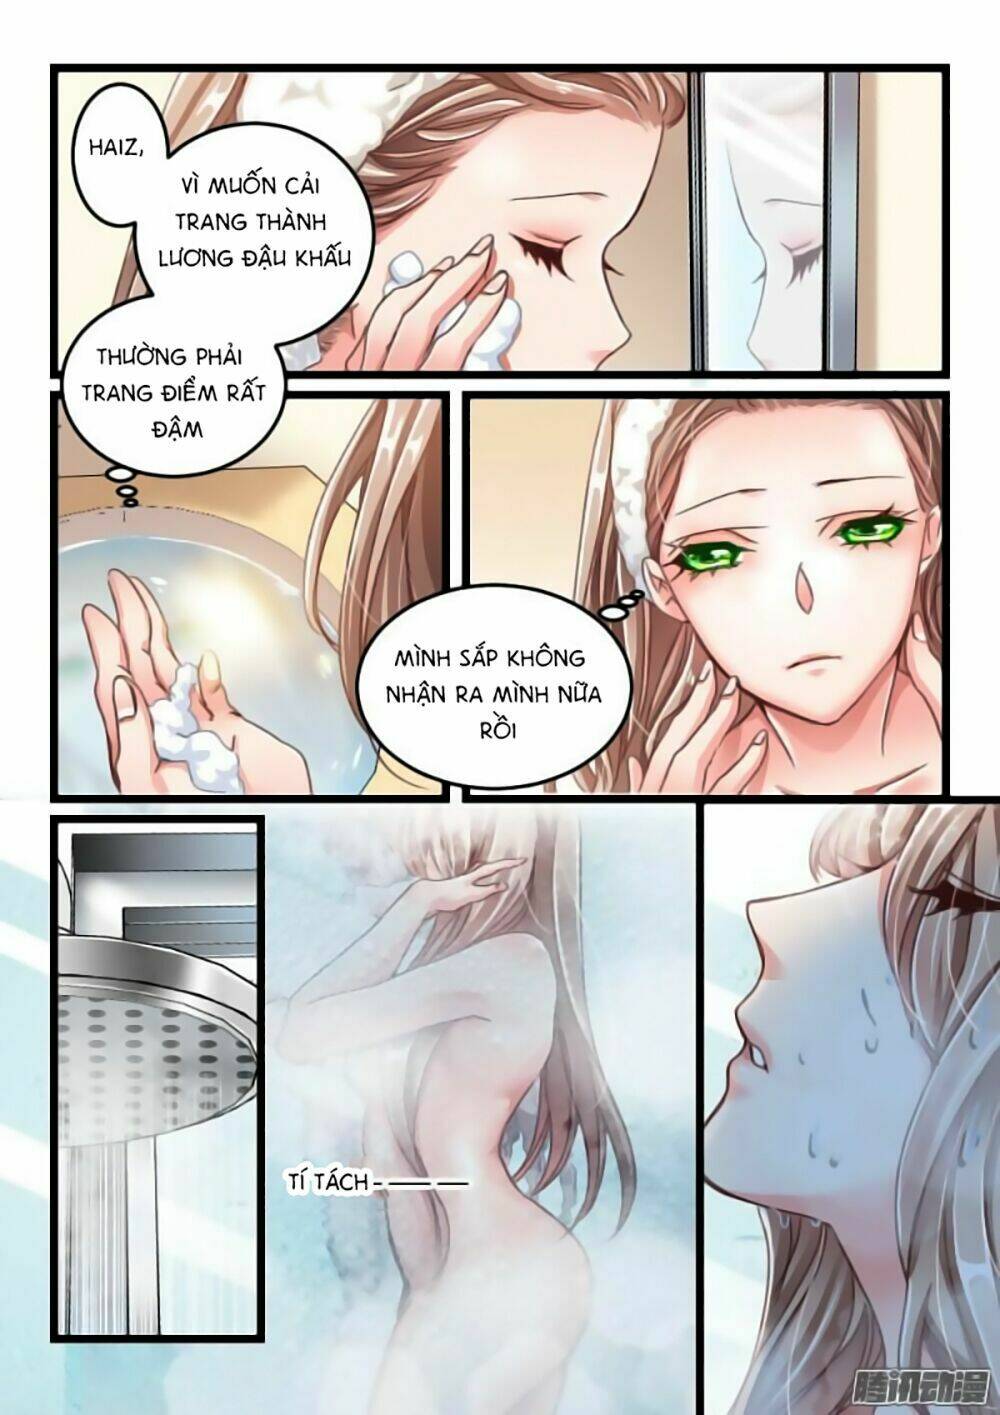 HAIZ,
VÌ MUỐN CẢI
TRANG THÀNH
LƯƠNG ĐẬU KHẤU
THƯỜNG PHẢI
TRANG ĐIỂM RẤT
ĐẬM
MÌNH SẮP KHÔNG
NHẬN RA MÌNH NỮA
RỒI
TÍ TÁCH - — — —
腾讯动漫